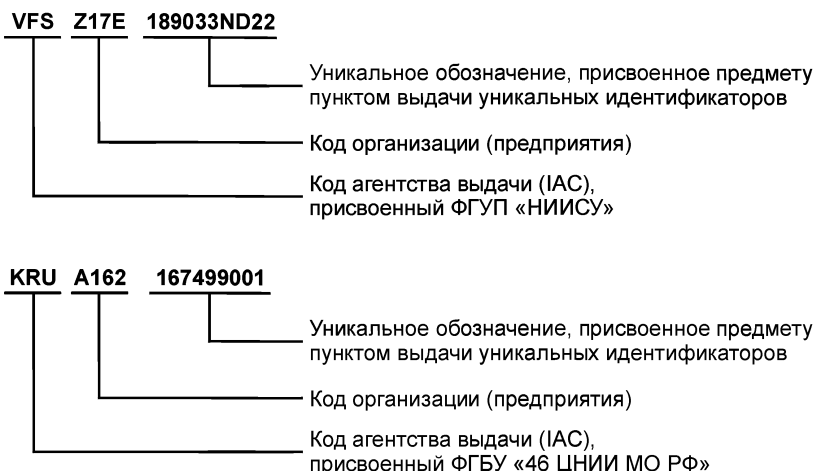 VFS Z17E 189033ND22
Уникальное обозначение, присвоенное предмету
пунктом выдачи уникальных идентификаторов
Код организации (предприятия)
Код агентства выдачи (IAC),
присвоенный ФГУП «НИИСУ»
KRU A162 167499001
Уникальное обозначение, присвоенное предмету
пунктом выдачи уникальных идентификаторов
Код организации (предприятия)
Код агентства выдачи (IAC),
присвоенный ФГБУ «46 ЦНИИ МО РФ»